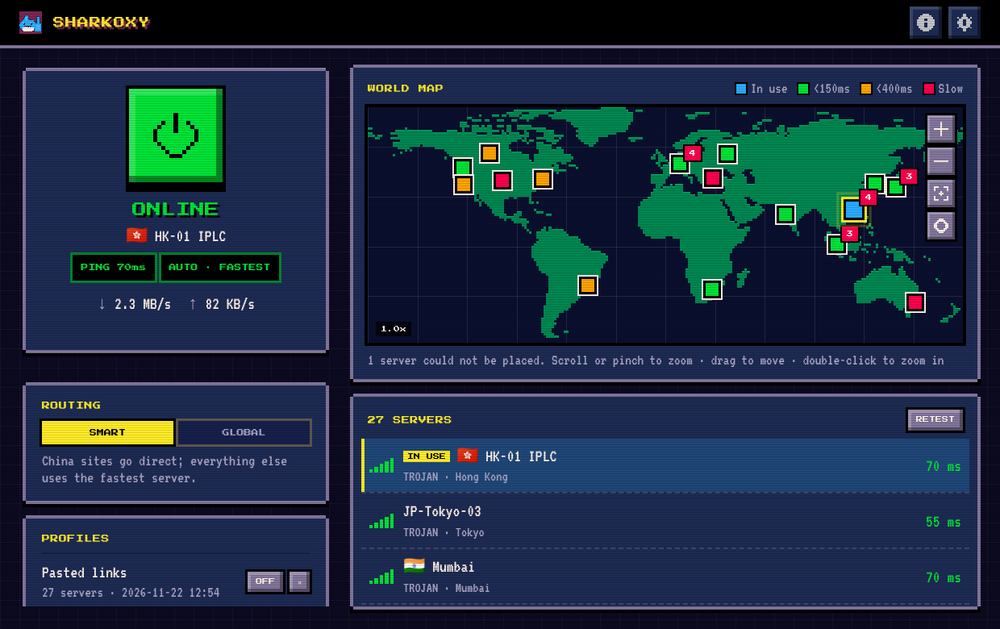 SHARKOXY
ONLINE
HK-01 IPLC
PING 70ms
AUTO · FASTEST
↓ 2.3 MB/s ↑ 82 KB/s
ROUTING
SMART
GLOBAL
China sites go direct; everything else
uses the fastest server.
PROFILES
Pasted links
27 servers · 2026-11-22 12:54
OFF
WORLD MAP
In use
<150ms
<400ms
Slow
4
3
4
3
1.0x
1 server could not be placed. Scroll or pinch to zoom · drag to move · double-click to zoom in
27 SERVERS
RETEST
IN USE HK-01 IPLC
TROJAN · Hong Kong
70 ms
JP-Tokyo-03
TROJAN · Tokyo
55 ms
Mumbai
TROJAN · Mumbai
70 ms